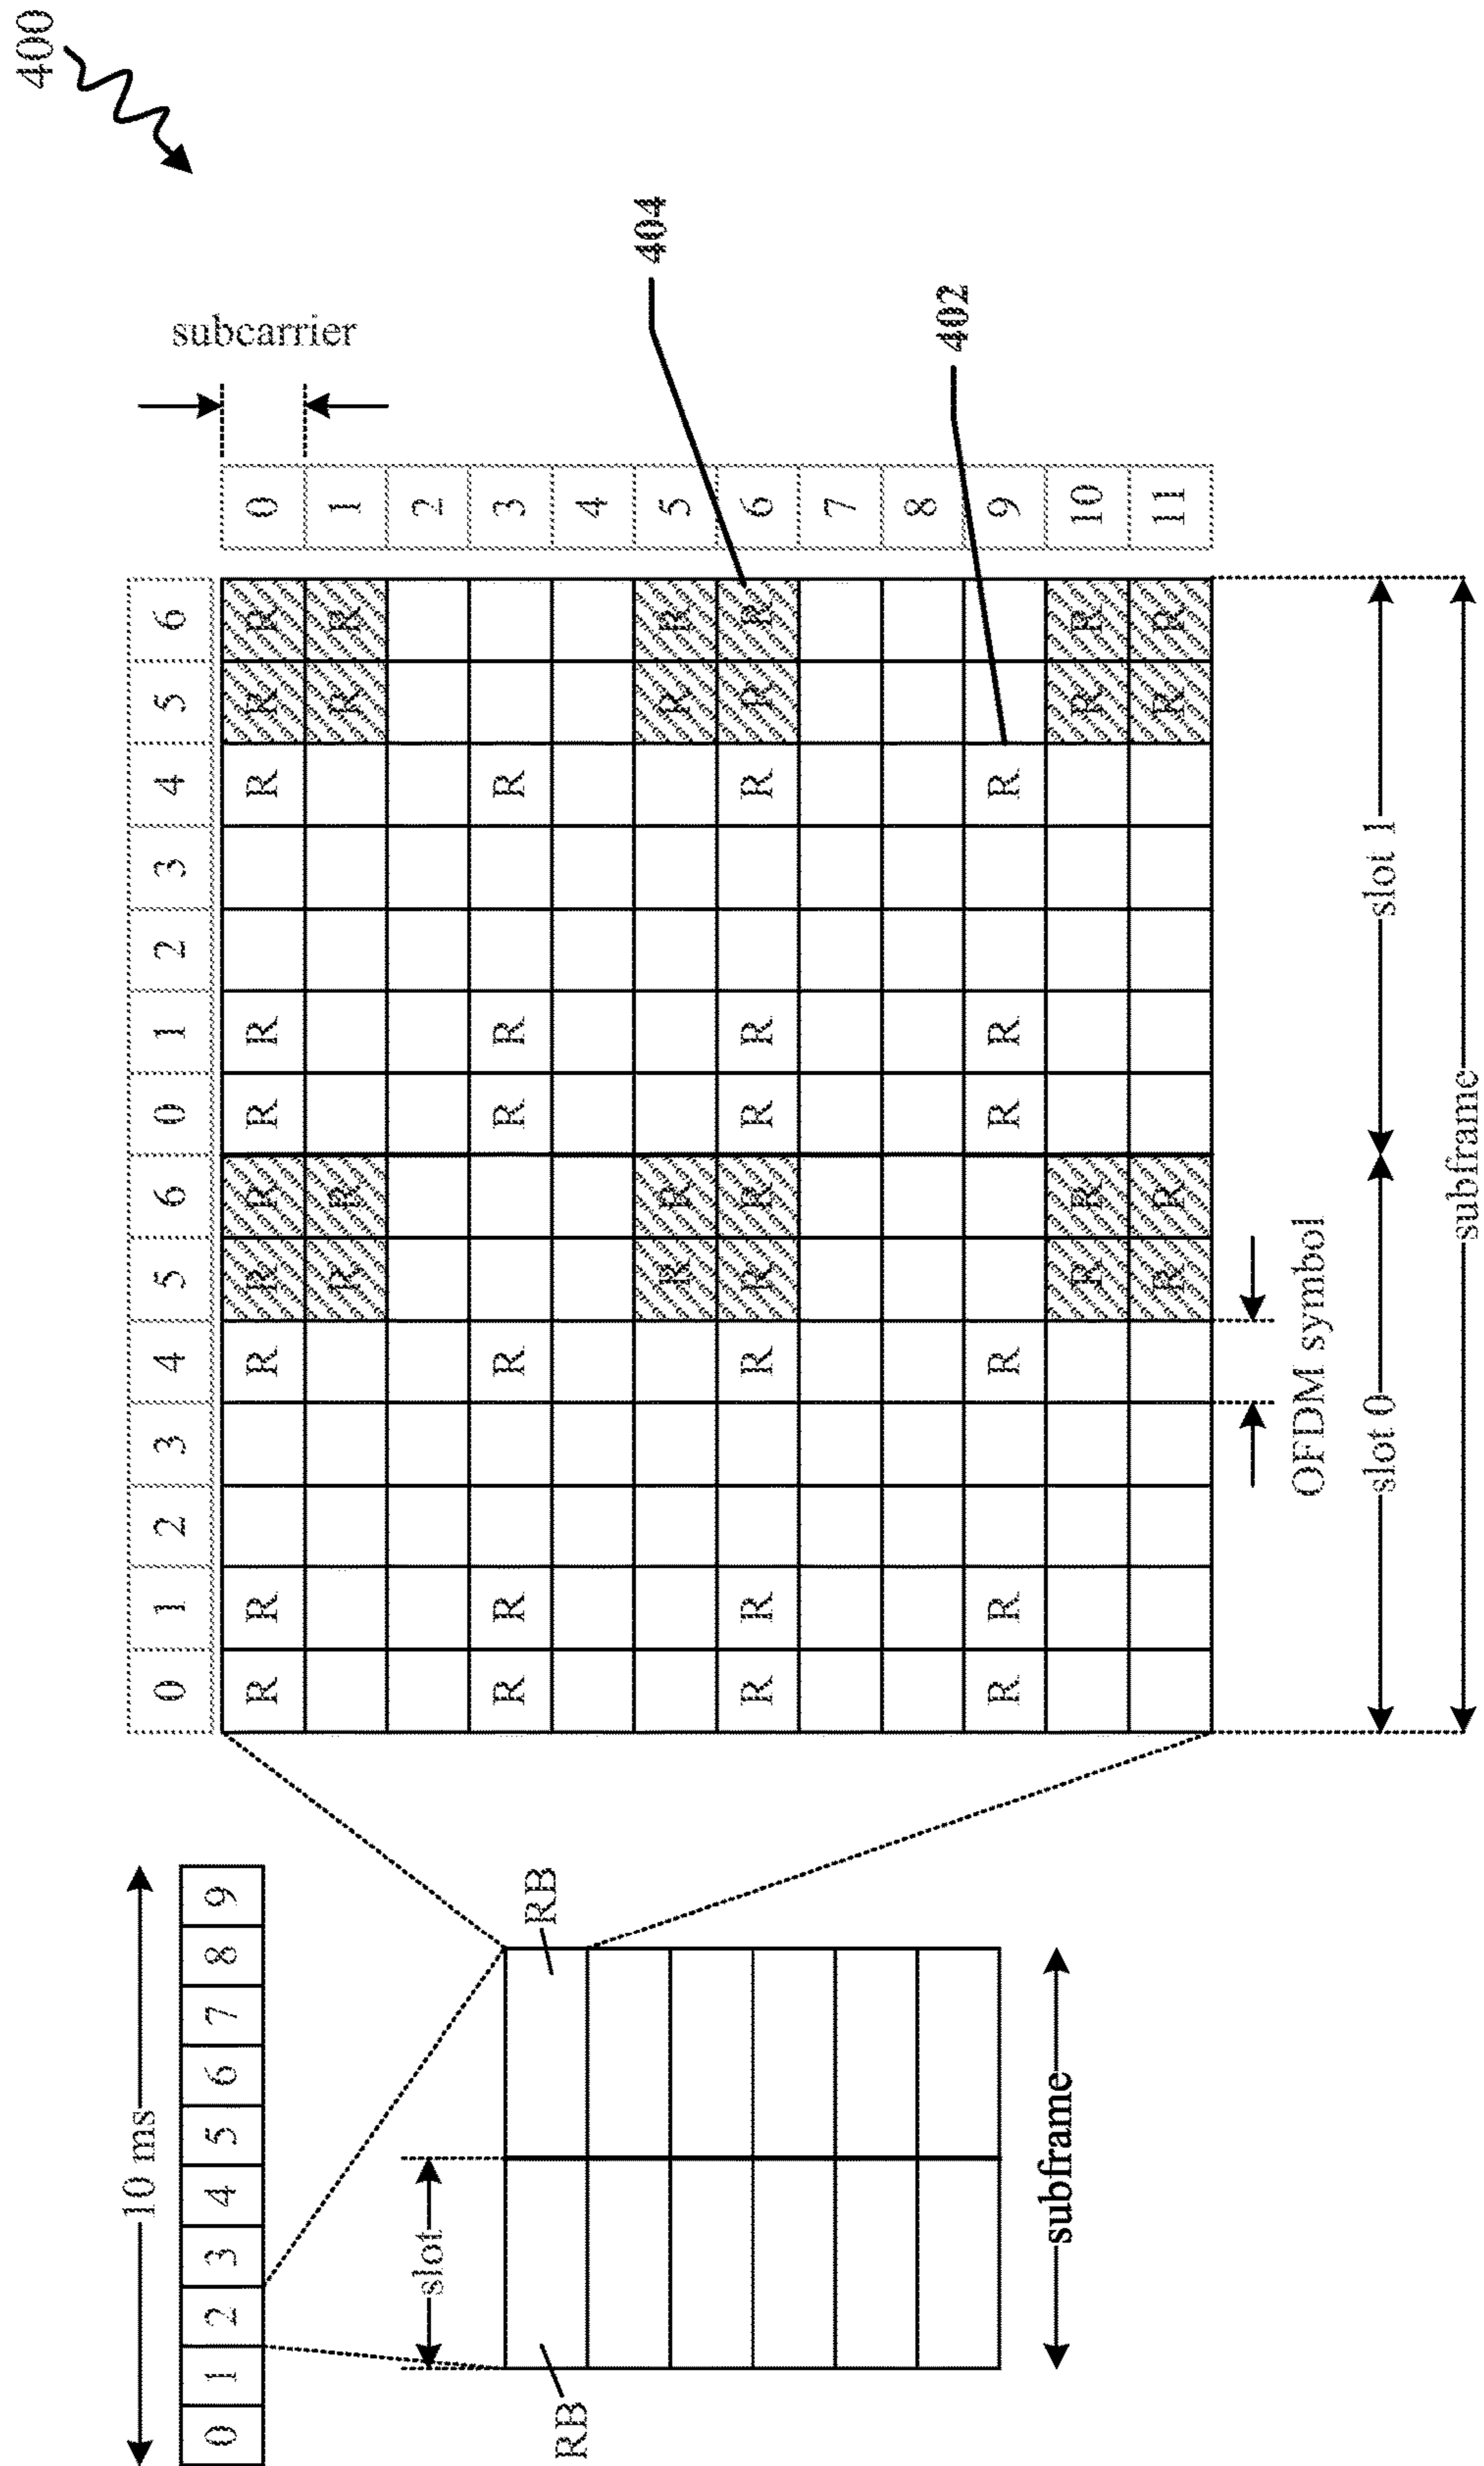 400
10 ms
0 1 2 3 4 5 6 7 8 9
0 1 2 3 4 5 6 0 1 2 3 4 5 6
subcarrier
R R R R R R R R R R 0
R R R R 1
2
R R R R R R 3
4
R R R R 5
R R R R R R R R R R 6
7
8
R R R R R R 9
R R R R 10
R R R R 11
404
402
slot
RB
RB
subframe
OFDM symbol
slot 0
slot 1
subframe